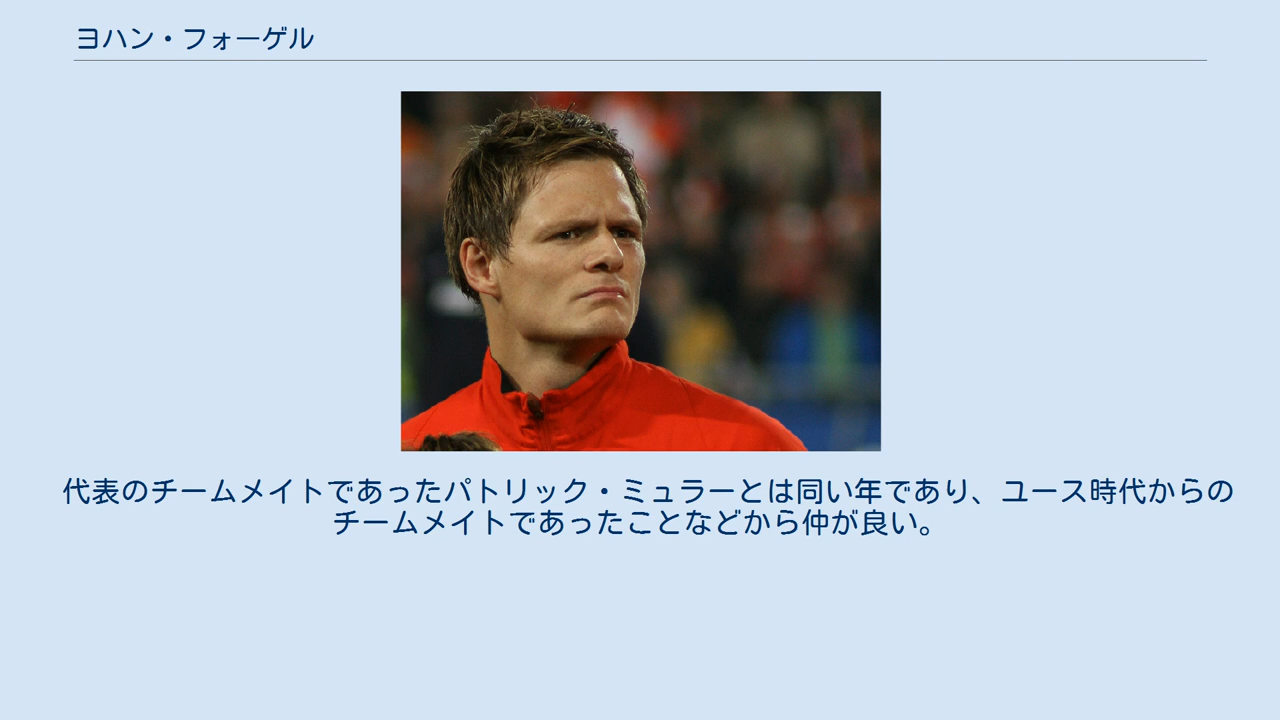 ヨハン・フォーゲル
代表のチームメイトであったパトリック・ミュラーとは同い年であり、ユース時代からの
チームメイトであったことなどから仲が良い。